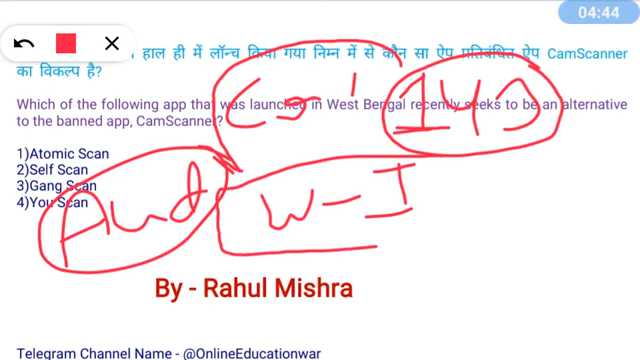 04:44
हाल ही में लॉन्च किया गया निम्न में से कौन सा ऐप प्रतिबंधित ऐप CamScanner
का विकल्प है?
Which of the following app that was launched in West Bengal recently seeks to be an alternative
to the banned app, CamScanner?
1)Atomic Scan
2)Self Scan
3)Gang Scan
4)You Scan
143
W-I
By - Rahul Mishra
Telegram Channel Name - @OnlineEducationwar